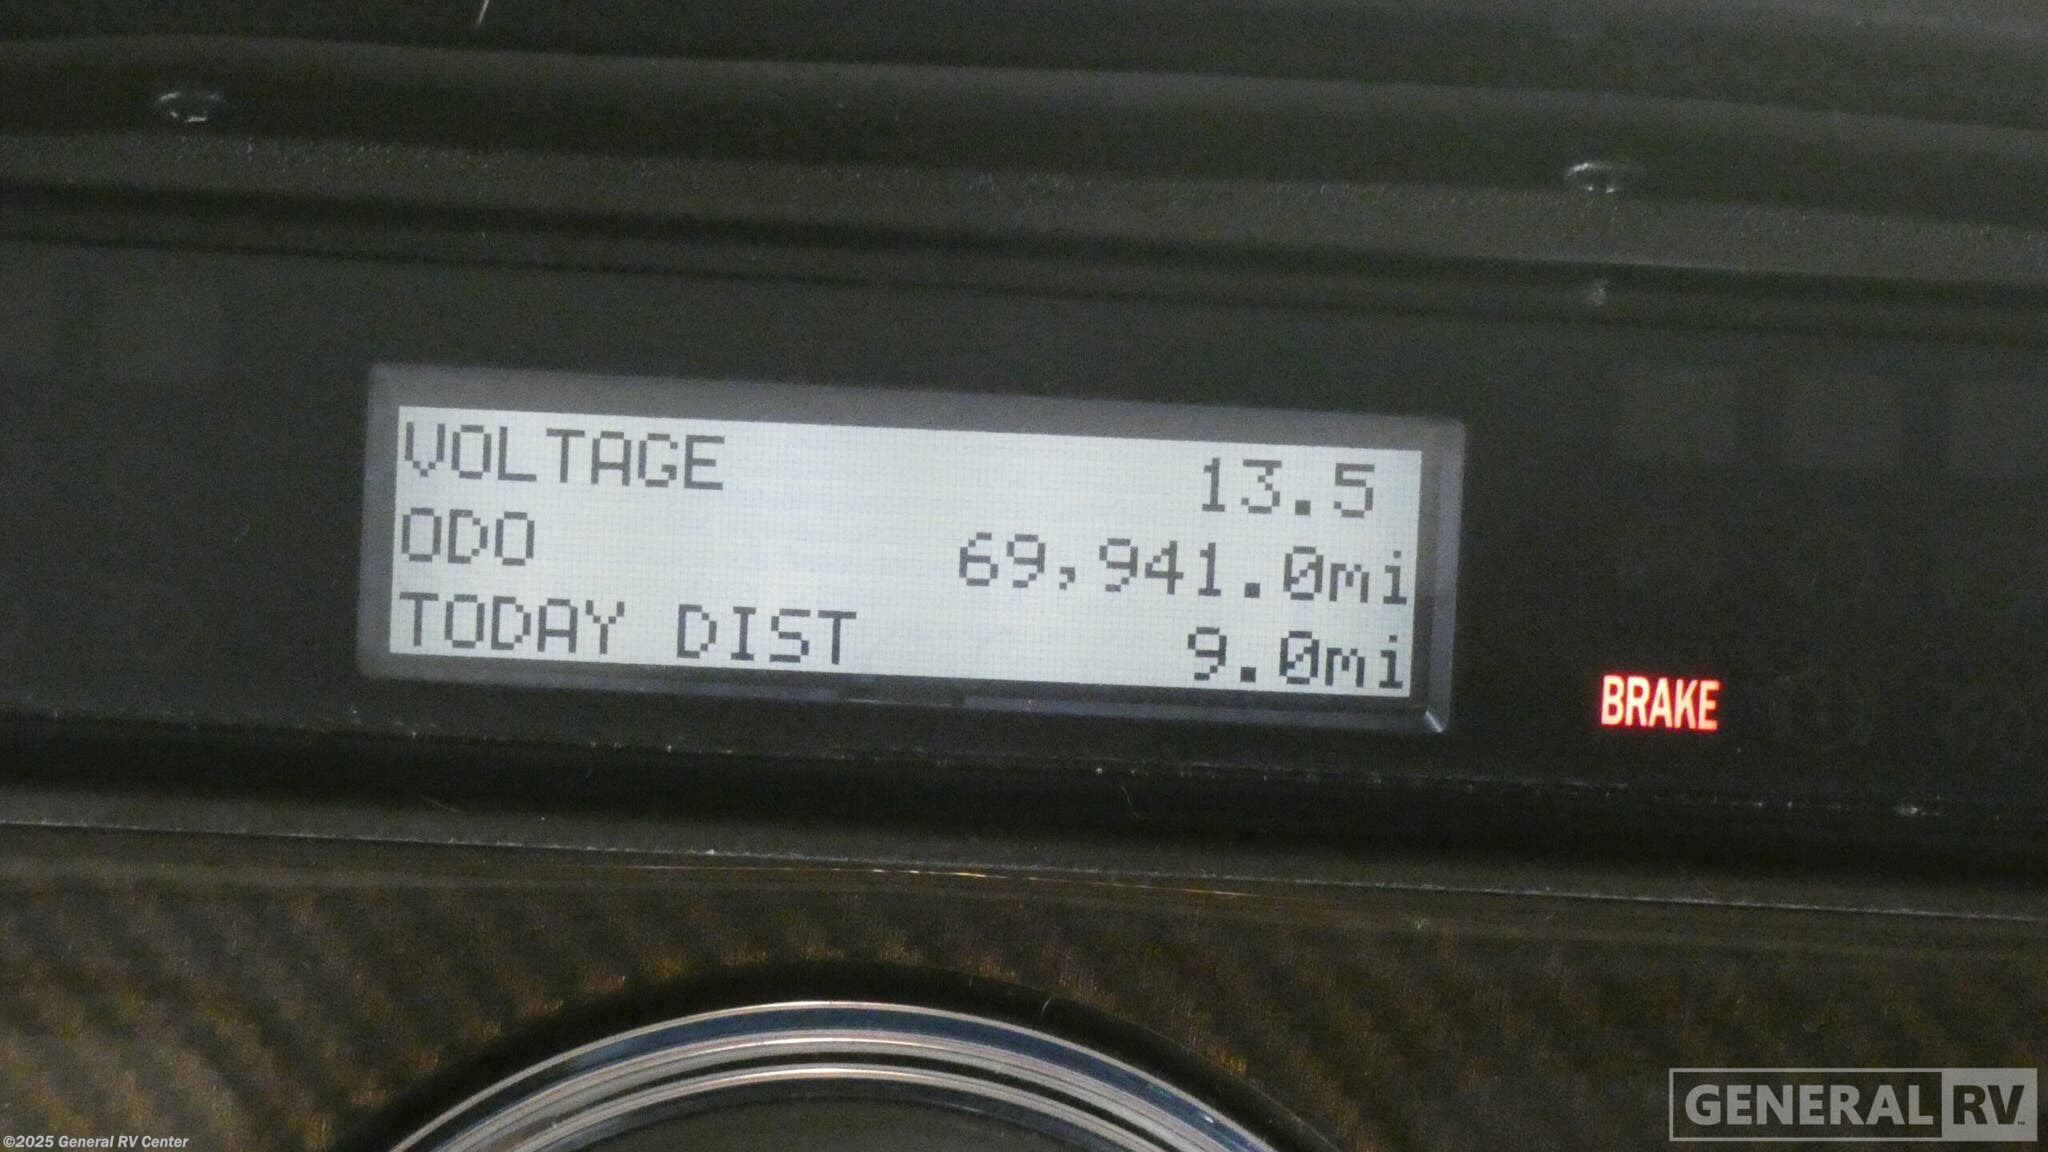 VOLTAGE 13.5
ODO 69,941.0mi
TODAY DIST 9.0mi
BRAKE
GENERAL RV
©2025 General RV Center